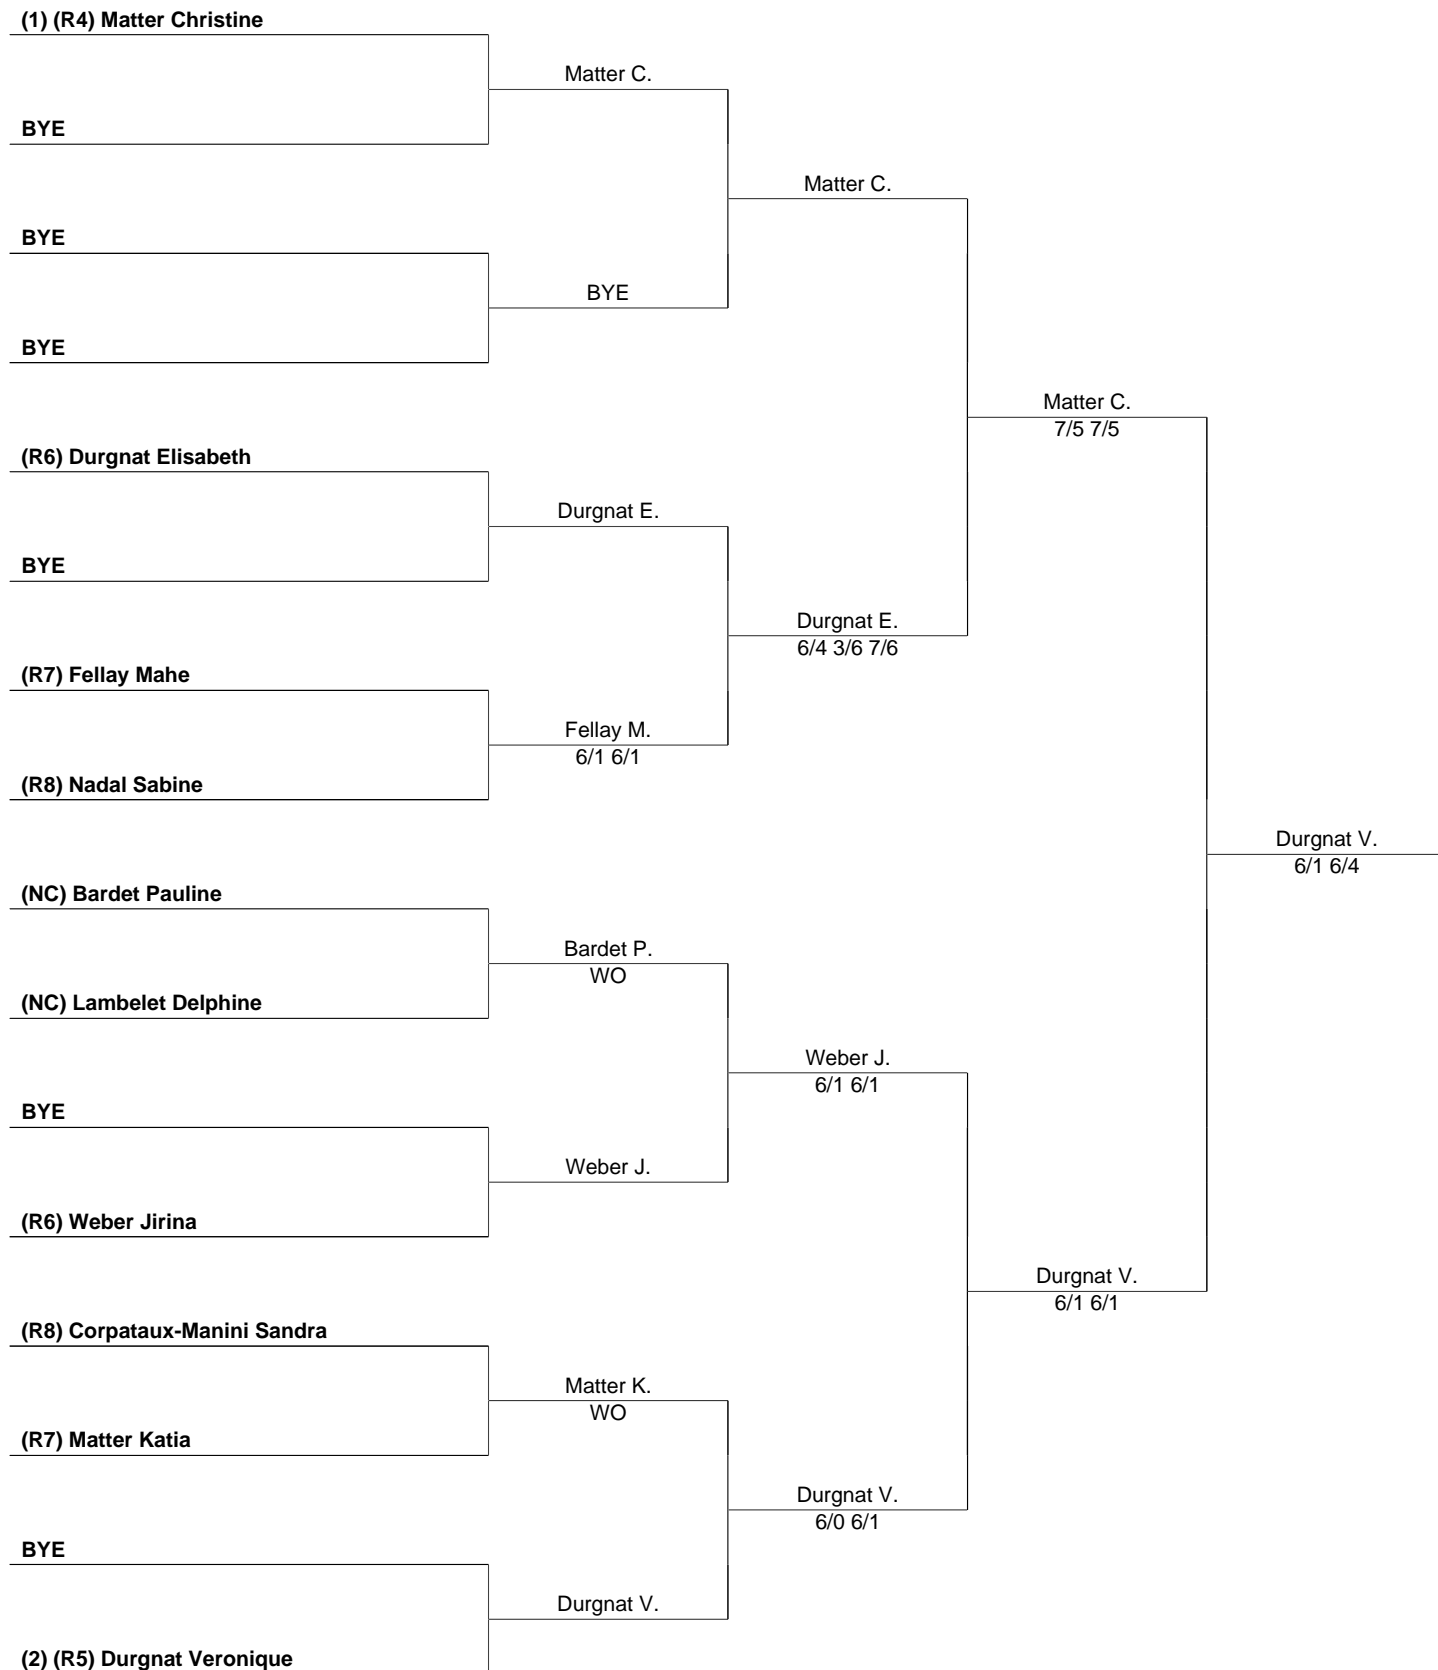 (1) (R4) Matter Christine
Matter C.
BYE
Matter C.
BYE
BYE
BYE
Matter C.
7/5 7/5
(R6) Durgnat Elisabeth
Durgnat E.
BYE
Durgnat E.
6/4 3/6 7/6
(R7) Fellay Mahe
Fellay M.
6/1 6/1
(R8) Nadal Sabine
Durgnat V.
6/1 6/4
(NC) Bardet Pauline
Bardet P.
WO
(NC) Lambelet Delphine
Weber J.
6/1 6/1
BYE
Weber J.
(R6) Weber Jirina
Durgnat V.
6/1 6/1
(R8) Corpataux-Manini Sandra
Matter K.
WO
(R7) Matter Katia
Durgnat V.
6/0 6/1
BYE
Durgnat V.
(2) (R5) Durgnat Veronique